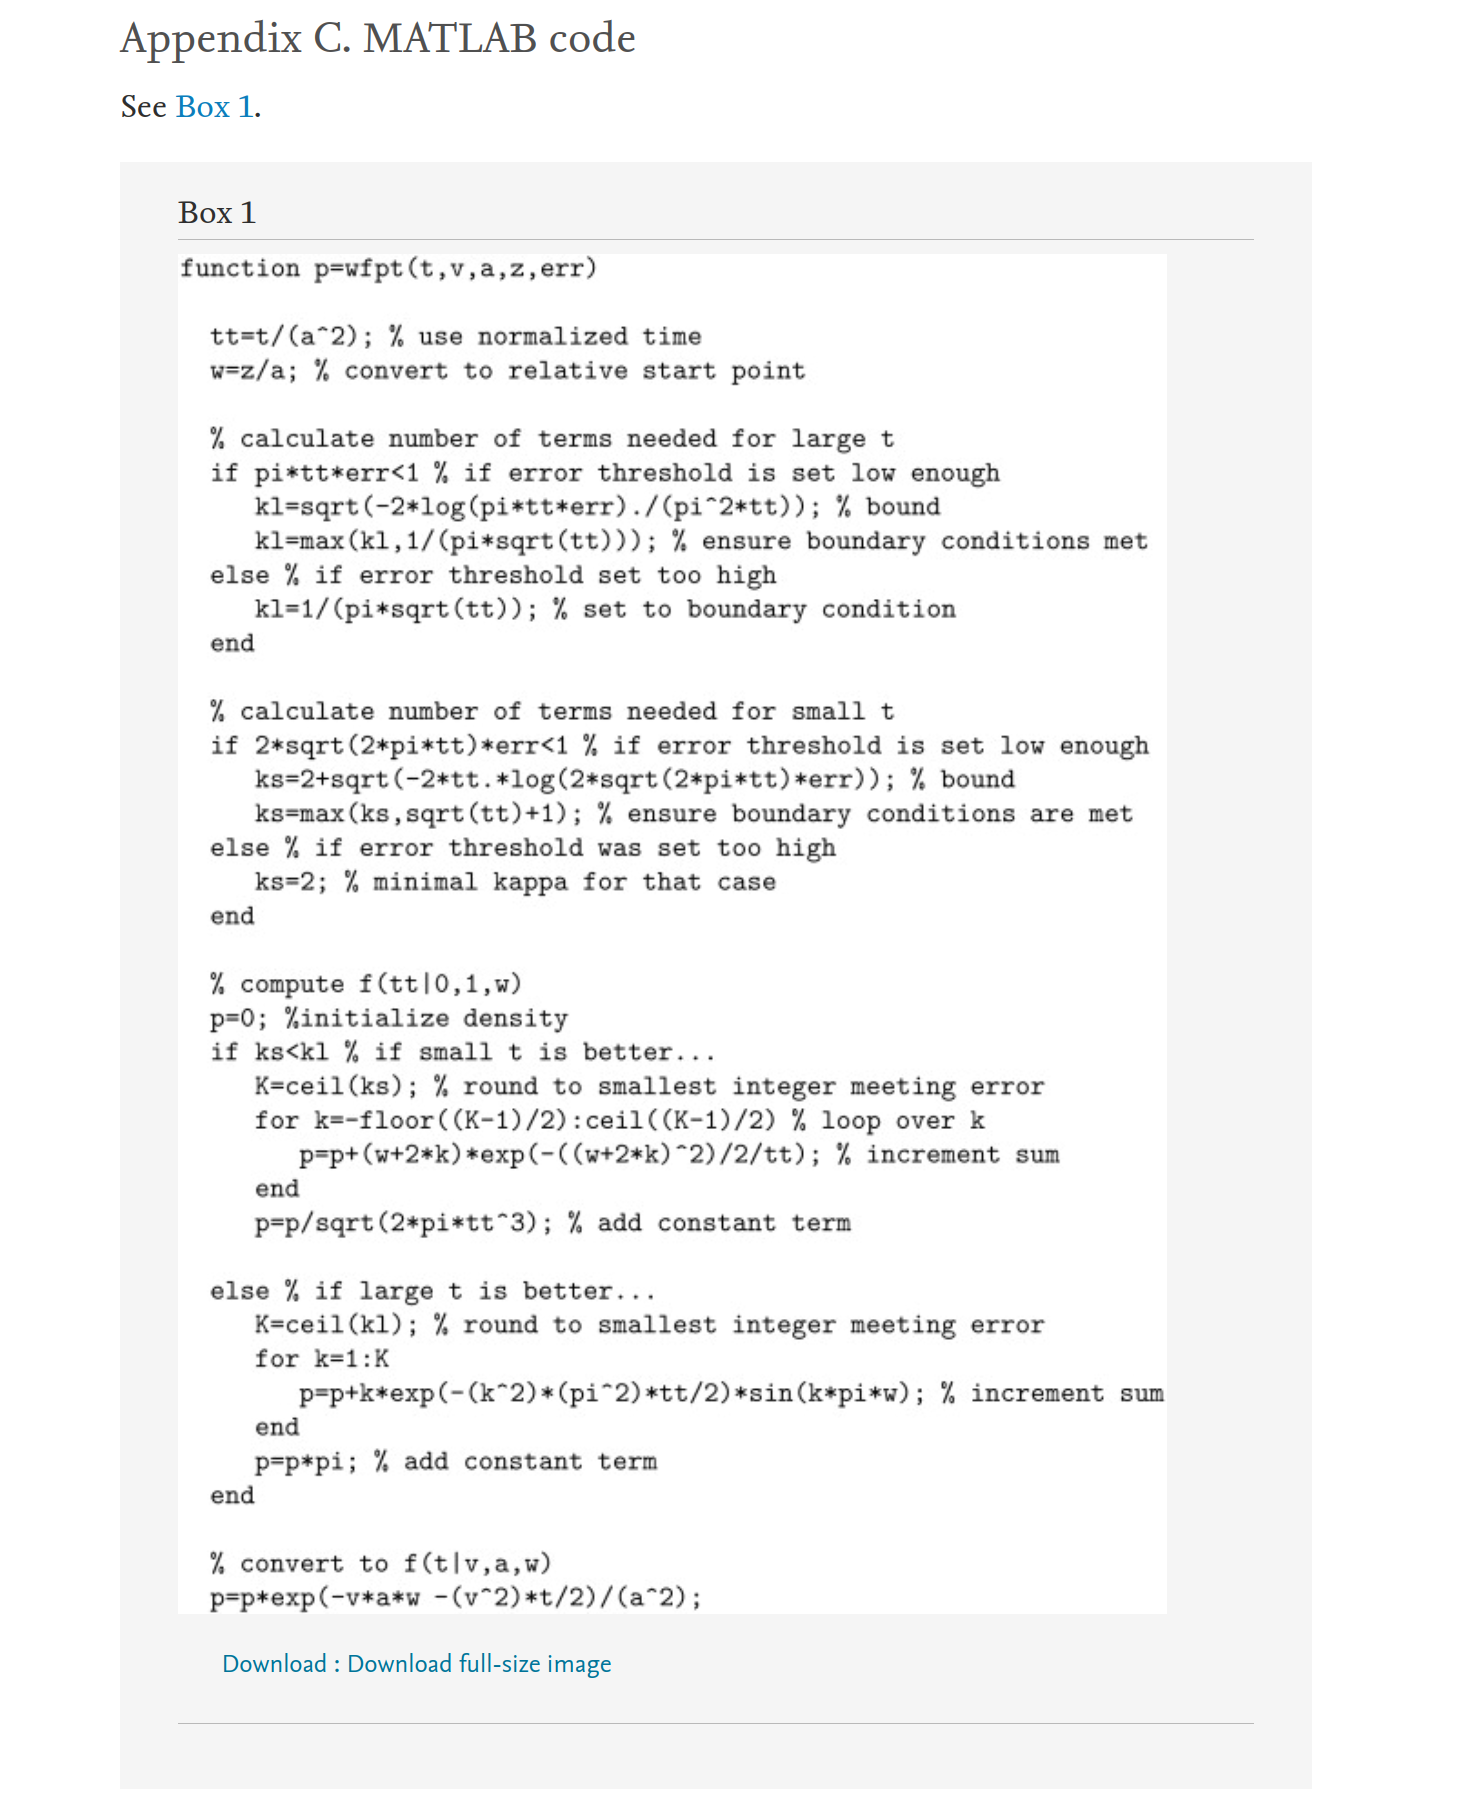 Appendix C. MATLAB code
See Box 1.
Box 1
function p=wfpt(t,v,a,z,err)
tt=t/(a^2); % use normalized time
w=z/a; % convert to relative start point
% calculate number of terms needed for large t
if pi*tt*err<1 % if error threshold is set low enough
kl=sqrt(-2*log(pi*tt*err)./(pi^2*tt)); % bound
kl=max(kl,1/(pi*sqrt(tt))); % ensure boundary conditions met
else % if error threshold set too high
kl=1/(pi*sqrt(tt)); % set to boundary condition
end
% calculate number of terms needed for small t
if 2*sqrt(2*pi*tt)*err<1 % if error threshold is set low enough
ks=2+sqrt(-2*tt.*log(2*sqrt(2*pi*tt)*err)); % bound
ks=max(ks,sqrt(tt)+1); % ensure boundary conditions are met
else % if error threshold was set too high
ks=2; % minimal kappa for that case
end
% compute f(tt|0,1,w)
p=0; %initialize density
if ks<kl % if small t is better...
K=ceil(ks); % round to smallest integer meeting error
for k=-floor((K-1)/2):ceil((K-1)/2) % loop over k
p=p+(w+2*k)*exp(-((w+2*k)^2)/2/tt); % increment sum
end
p=p/sqrt(2*pi*tt^3); % add constant term
else % if large t is better...
K=ceil(kl); % round to smallest integer meeting error
for k=1:K
p=p+k*exp(-(k^2)*(pi^2)*tt/2)*sin(k*pi*w); % increment sum
end
p=p*pi; % add constant term
end
% convert to f(t|v,a,w)
p=p*exp(-v*a*w -(v^2)*t/2)/(a^2);
Download : Download full-size image